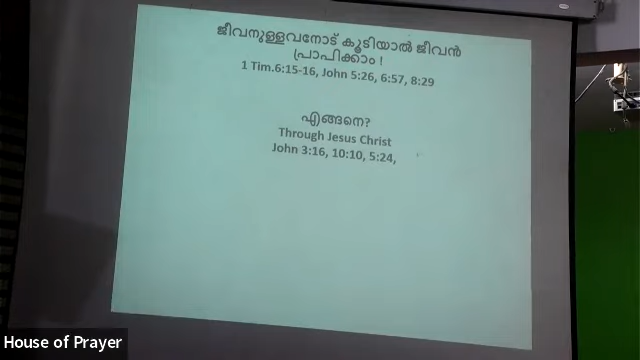 ജീവനുള്ളവനോട് കൂടിയാൽ ജീവൻ
പ്രാപിക്കാം !
1 Tim.6:15-16, John 5:26, 6:57, 8:29
എങ്ങനെ?
Through Jesus Christ
John 3:16, 10:10, 5:24,
House of Prayer